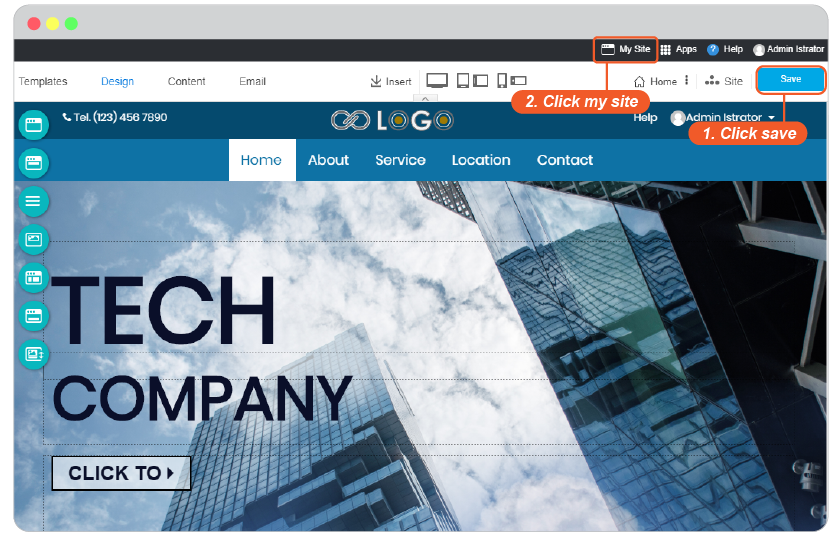 My Site Apps ? Help Admin Istrator
Templates Design Content Email Insert Home Site Save
2. Click my site
1. Click save
Tel. (123) 456 7890 LOGO Help Admin Istrator
Home About Service Location Contact
TECH
COMPANY
CLICK TO